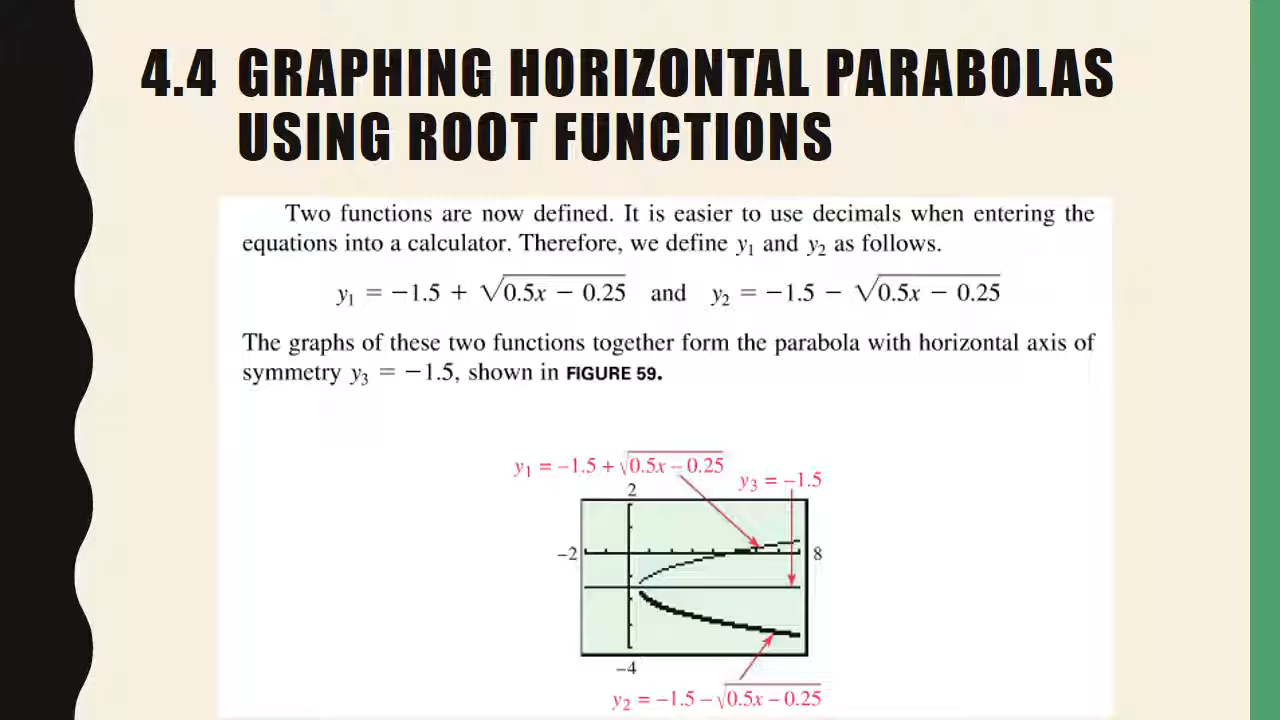 4.4 GRAPHING HORIZONTAL PARABOLAS
USING ROOT FUNCTIONS
Two functions are now defined. It is easier to use decimals when entering the
equations into a calculator. Therefore, we define y₁ and y₂ as follows.
y₁ = −1.5 + √(0.5x − 0.25) and y₂ = −1.5 − √(0.5x − 0.25)
The graphs of these two functions together form the parabola with horizontal axis of
symmetry y₃ = −1.5, shown in FIGURE 59.
y₁ = −1.5 + √(0.5x − 0.25)
y₃ = −1.5
2
−2
8
−4
y₂ = −1.5 − √(0.5x − 0.25)